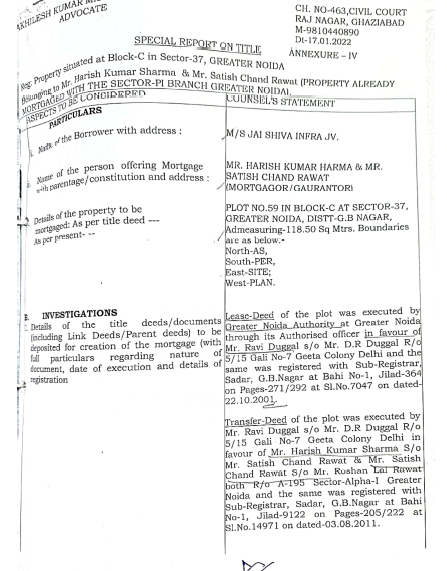 AKHILESH KUMAR
ADVOCATE
CH. NO-463,CIVIL COURT
RAJ NAGAR, GHAZIABAD
M-9810440890
Dt-17.01.2022
SPECIAL REPORT ON TITLE
ANNEXURE – IV
Reg: Property situated at Block-C in Sector-37, GREATER NOIDA
Belonging to Mr. Harish Kumar Sharma & Mr. Satish Chand Rawat (PROPERTY ALREADY
MORTGAGED WITH THE SECTOR-PI BRANCH GREATER NOIDA).
ASPECTS TO BE CONSIDERED
COUNSEL'S STATEMENT
PARTICULARS
i. Name of the Borrower with address :
M/S JAI SHIVA INFRA JV.
Name of the person offering Mortgage
with parentage/constitution and address :
MR. HARISH KUMAR HARMA & MR.
SATISH CHAND RAWAT
(MORTGAGOR/GAURANTOR)
Details of the property to be
mortgaged: As per title deed ---
As per present- --
PLOT NO.59 IN BLOCK-C AT SECTOR-37,
GREATER NOIDA, DISTT-G.B NAGAR,
Admeasuring-118.50 Sq Mtrs. Boundaries
are as below:-
North-AS,
South-PER,
East-SITE;
West-PLAN.
B. INVESTIGATIONS
Details of the title deeds/documents
(including Link Deeds/Parent deeds) to be
deposited for creation of the mortgage (with
full particulars regarding nature of
document, date of execution and details of
registration
Lease-Deed of the plot was executed by
Greater Noida Authority at Greater Noida
through its Authorised officer in favour of
Mr. Ravi Duggal s/o Mr. D.R Duggal R/o
5/15 Gali No-7 Geeta Colony Delhi and the
same was registered with Sub-Registrar,
Sadar, G.B.Nagar at Bahi No-1, Jilad-364
on Pages-271/292 at Sl.No.7047 on dated-
22.10.2001.
Transfer-Deed of the plot was executed by
Mr. Ravi Duggal s/o Mr. D.R Duggal R/o
5/15 Gali No-7 Geeta Colony Delhi in
favour of Mr. Harish Kumar Sharma S/o
Mr. Satish Chand Rawat & Mr. Satish
Chand Rawat S/o Mr. Roshan Lal Rawat
both R/o A-195 Sector-Alpha-I Greater
Noida and the same was registered with
Sub-Registrar, Sadar, G.B.Nagar at Bahi
No-1, Jilad-9122 on Pages-205/222 at
Sl.No.14971 on dated-03.08.2011.